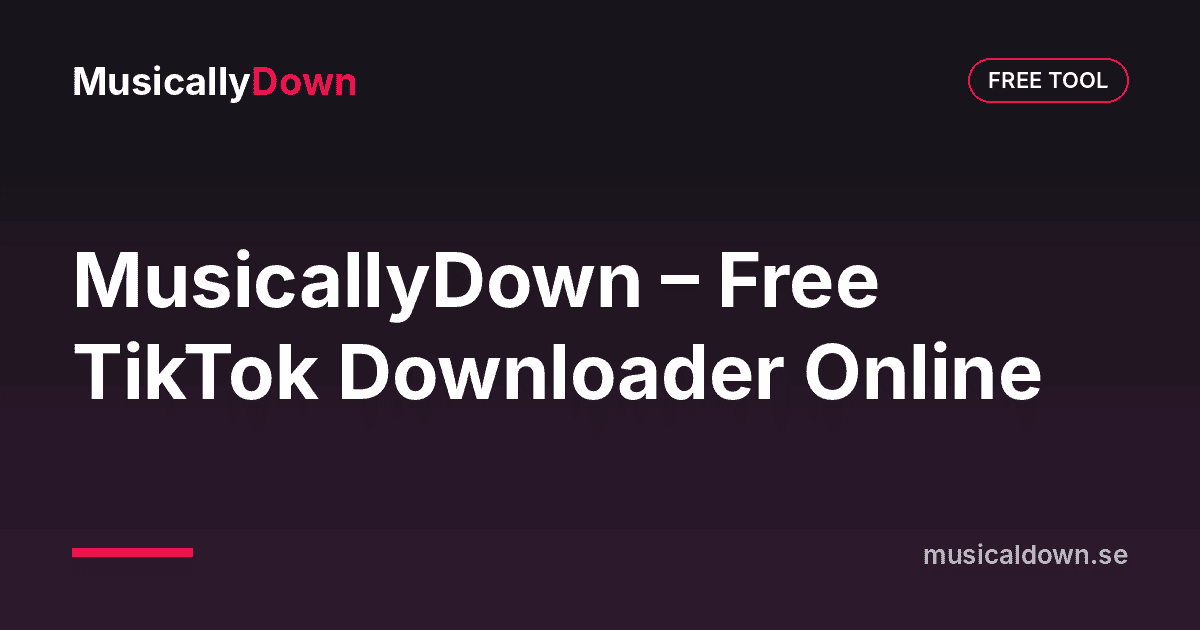 MusicallyDown
FREE TOOL
MusicallyDown – Free
TikTok Downloader Online
musicaldown.se